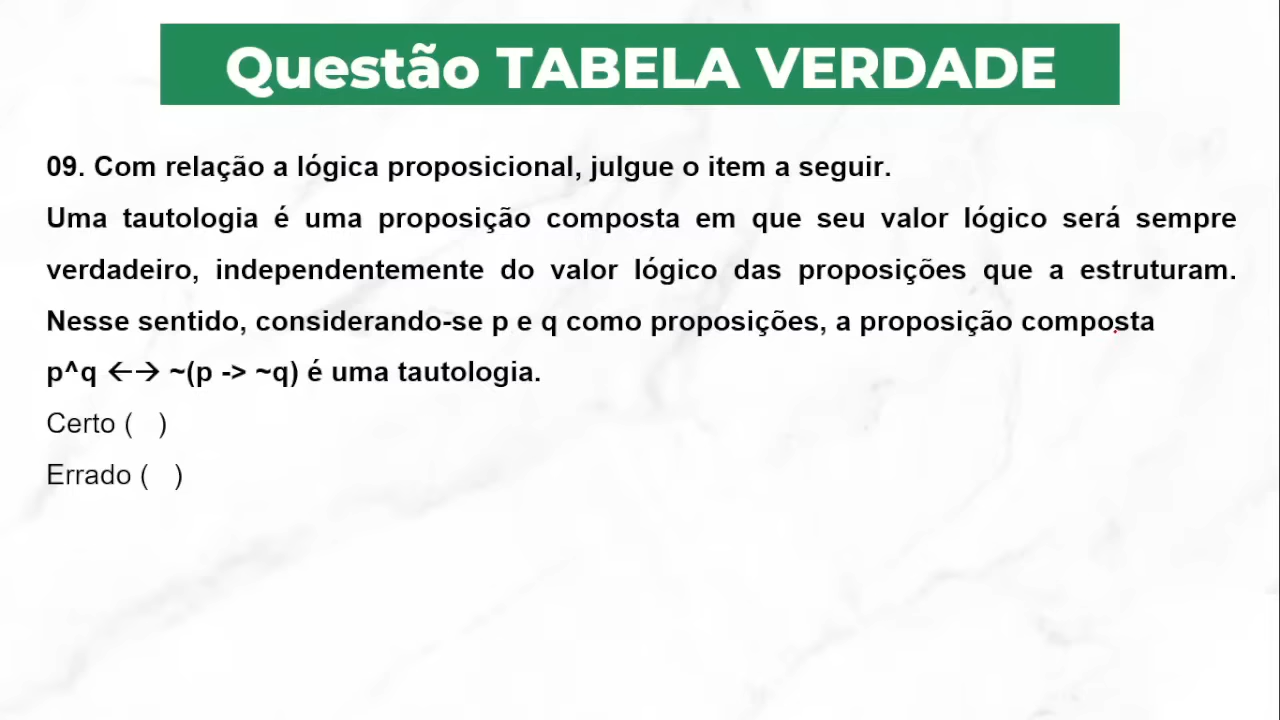 Questão TABELA VERDADE
09. Com relação a lógica proposicional, julgue o item a seguir.
Uma tautologia é uma proposição composta em que seu valor lógico será sempre
verdadeiro, independentemente do valor lógico das proposições que a estruturam.
Nesse sentido, considerando-se p e q como proposições, a proposição composta
p^q ←→ ~(p -> ~q) é uma tautologia.
Certo (   )
Errado (   )